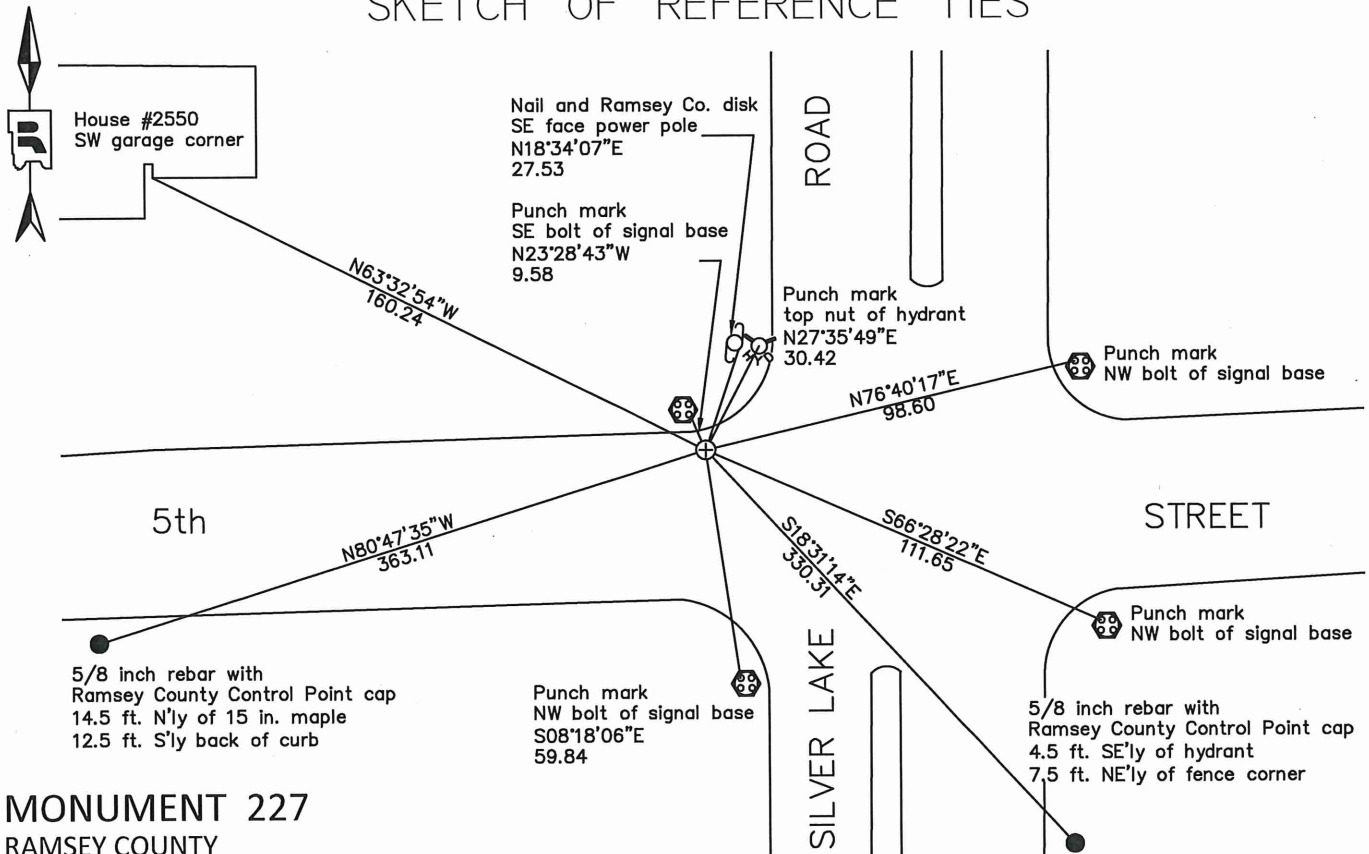 SKETCH OF REFERENCE TIES
R
House #2550
SW garage corner
Nail and Ramsey Co. disk
SE face power pole
N18°34'07"E
27.53
Punch mark
SE bolt of signal base
N23°28'43"W
9.58
ROAD
N63°32'54"W
160.24
Punch mark
top nut of hydrant
N27°35'49"E
30.42
HYD
N76°40'17"E
98.60
Punch mark
NW bolt of signal base
5th
STREET
N80°47'35"W
363.11
S18°31'14"E
330.31
S66°28'22"E
111.65
Punch mark
NW bolt of signal base
5/8 inch rebar with
Ramsey County Control Point cap
14.5 ft. N'ly of 15 in. maple
12.5 ft. S'ly back of curb
Punch mark
NW bolt of signal base
S08°18'06"E
59.84
SILVER LAKE
5/8 inch rebar with
Ramsey County Control Point cap
4.5 ft. SE'ly of hydrant
7.5 ft. NE'ly of fence corner
MONUMENT 227
RAMSEY COUNTY